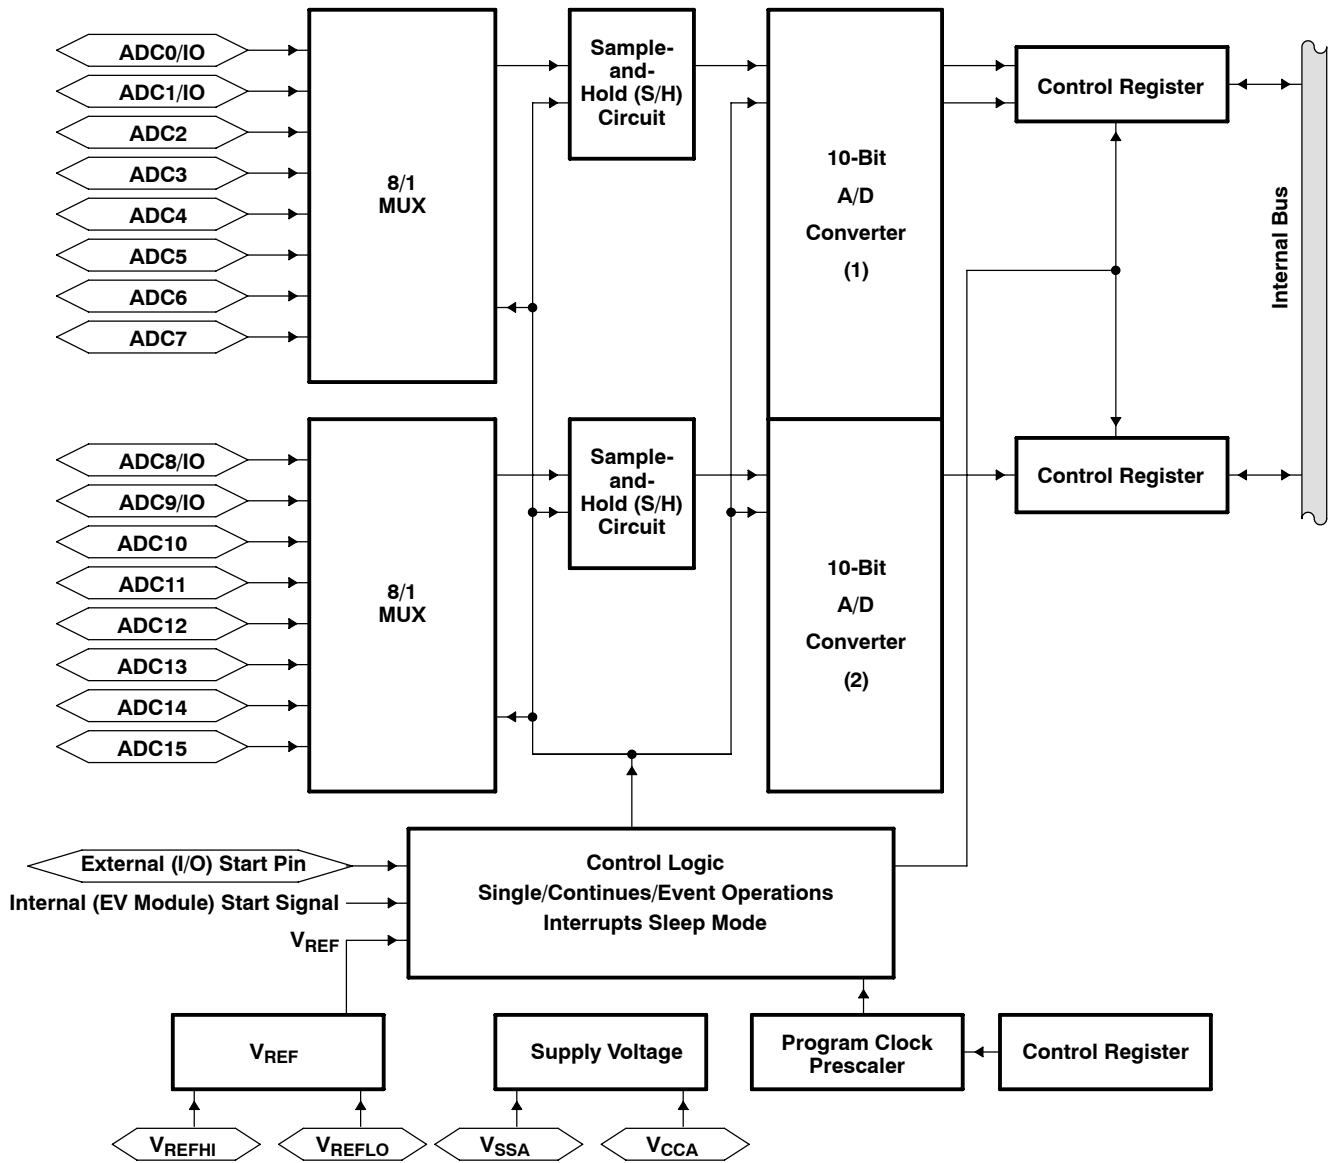 ADC0/IO
ADC1/IO
ADC2
ADC3
ADC4
ADC5
ADC6
ADC7
8/1
MUX
Sample-
and-
Hold (S/H)
Circuit
10-Bit
A/D
Converter
(1)
Control Register
Internal Bus
ADC8/IO
ADC9/IO
ADC10
ADC11
ADC12
ADC13
ADC14
ADC15
8/1
MUX
Sample-
and-
Hold (S/H)
Circuit
10-Bit
A/D
Converter
(2)
Control Register
External (I/O) Start Pin
Internal (EV Module) Start Signal
VREF
Control Logic
Single/Continues/Event Operations
Interrupts Sleep Mode
VREF
Supply Voltage
Program Clock
Prescaler
Control Register
VREFHI
VREFLO
VSSA
VCCA